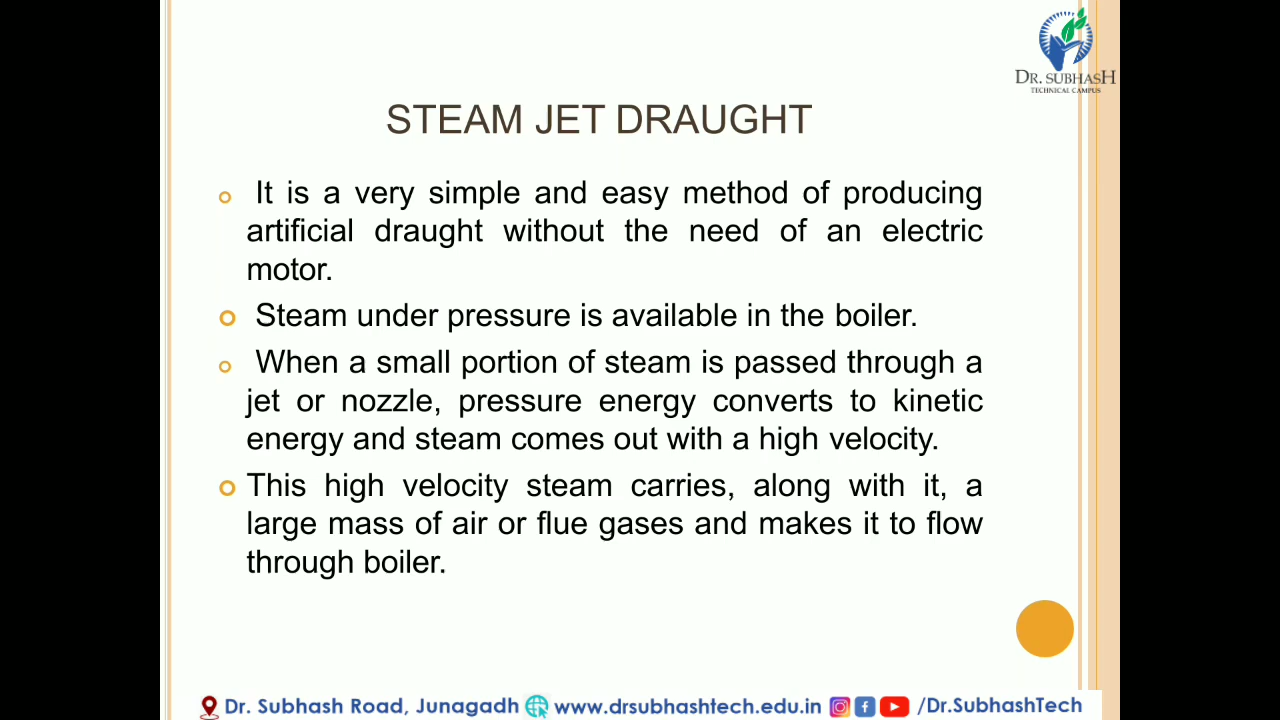 DR. SUBHASH
TECHNICAL CAMPUS
STEAM JET DRAUGHT
It is a very simple and easy method of producing
artificial draught without the need of an electric
motor.
Steam under pressure is available in the boiler.
When a small portion of steam is passed through a
jet or nozzle, pressure energy converts to kinetic
energy and steam comes out with a high velocity.
This high velocity steam carries, along with it, a
large mass of air or flue gases and makes it to flow
through boiler.
Dr. Subhash Road, Junagadh www.drsubhashtech.edu.in /Dr.SubhashTech